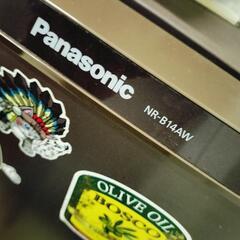 Panasonic
NR-B14AW
OLIVE OIL
BOSCO